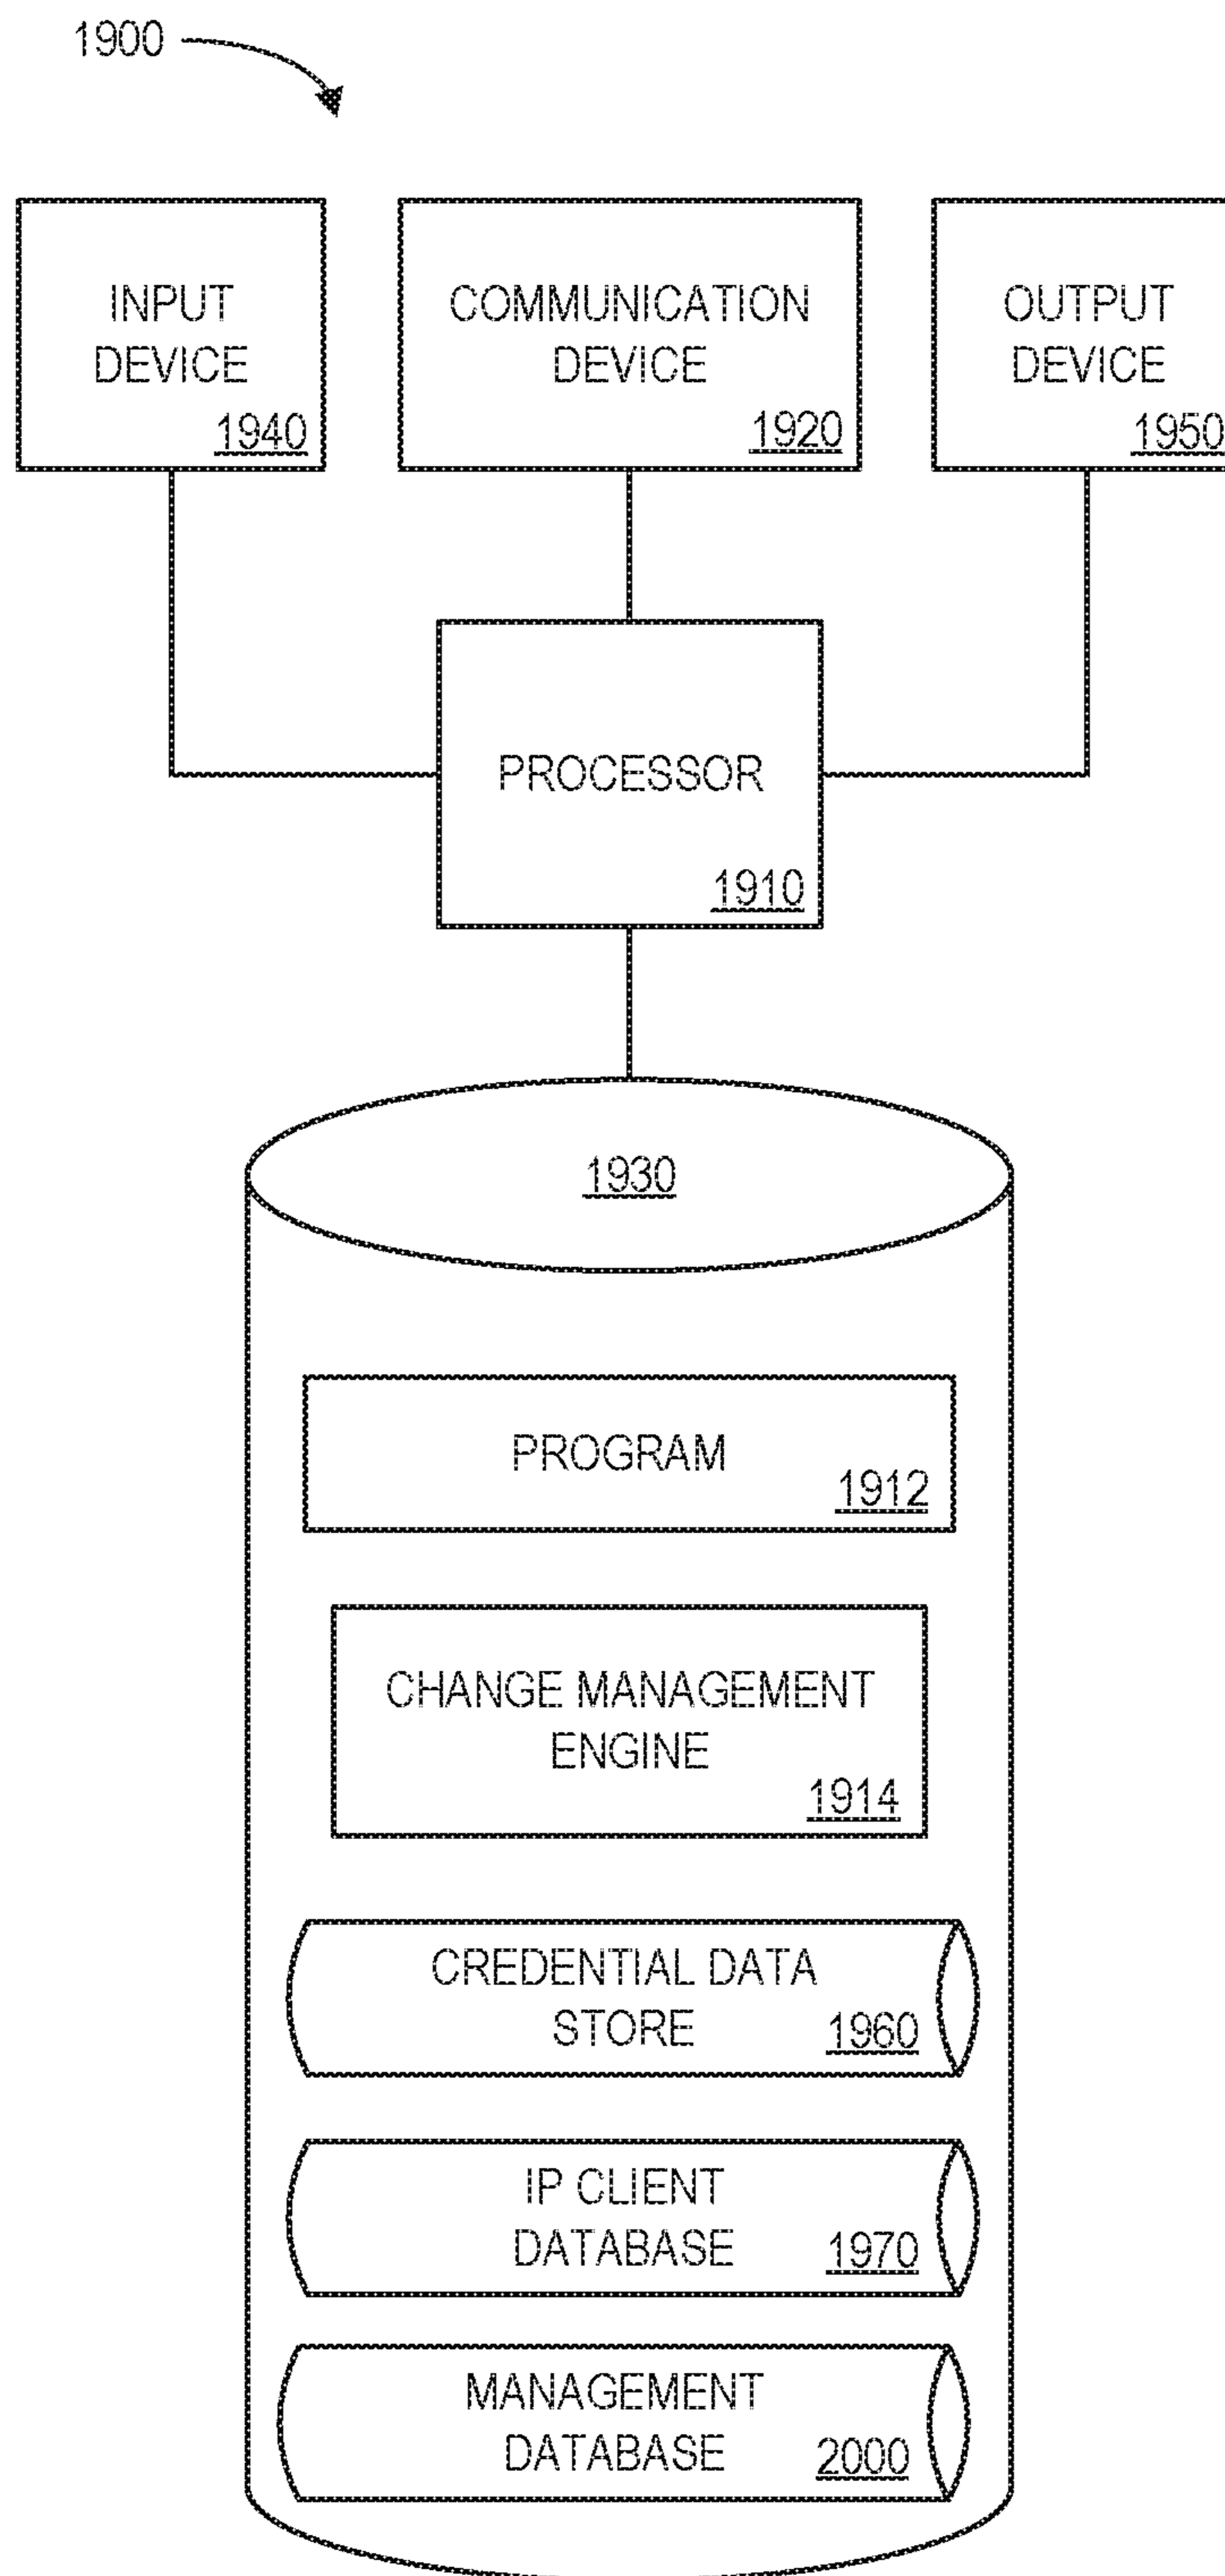 1900
INPUT
DEVICE
1940
COMMUNICATION
DEVICE
1920
OUTPUT
DEVICE
1950
PROCESSOR
1910
1930
PROGRAM
1912
CHANGE MANAGEMENT
ENGINE
1914
CREDENTIAL DATA
STORE 1960
IP CLIENT
DATABASE 1970
MANAGEMENT
DATABASE 2000